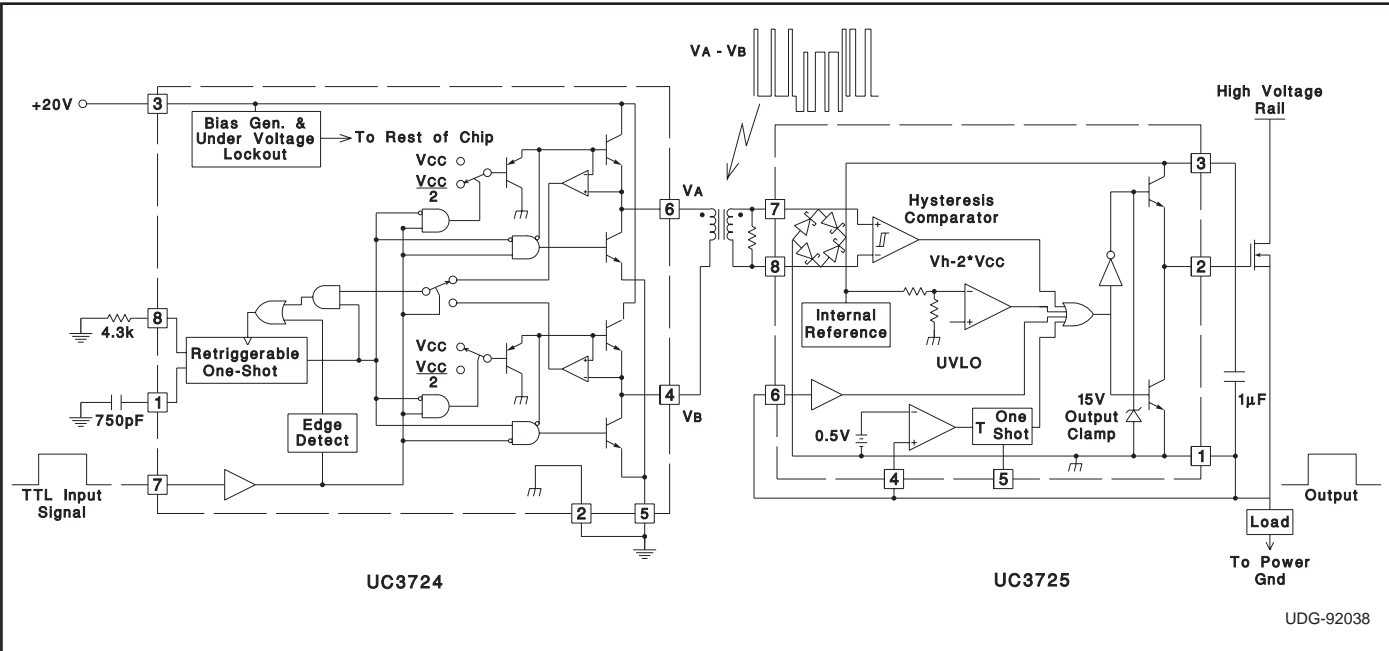 VA - VB
High Voltage
Rail
+20V
3
Bias Gen. &
Under Voltage
Lockout
To Rest of Chip
VCC
VCC
2
VA
6
7
8
Hysteresis
Comparator
Vh-2*VCC
3
2
Internal
Reference
UVLO
8
4.3k
Retriggerable
One-Shot
1
750pF
Edge
Detect
VCC
VCC
2
4
VB
6
0.5V
T
One
Shot
15V
Output
Clamp
1µF
1
4
5
7
TTL Input
Signal
2
5
Output
Load
To Power
Gnd
UC3724
UC3725
UDG-92038